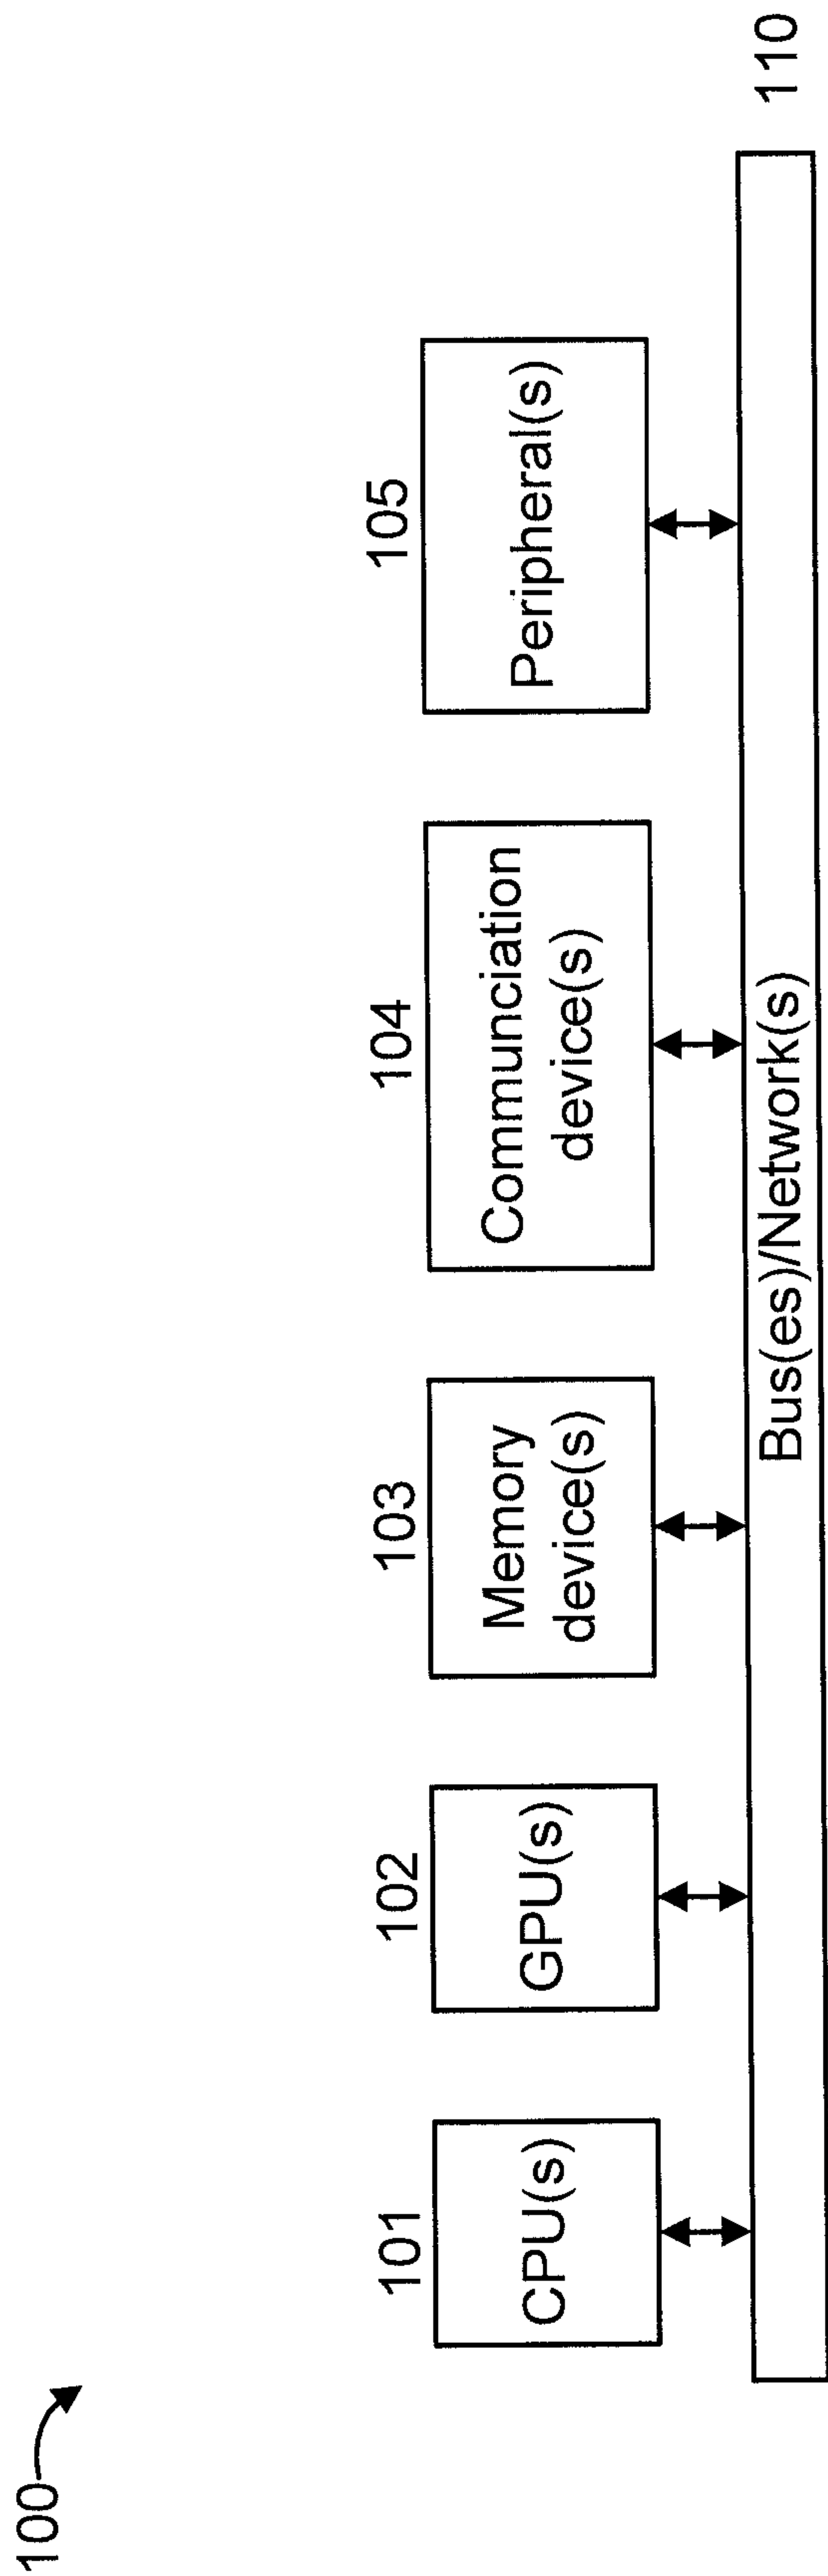 100
101
CPU(s)
102
GPU(s)
103
Memory
device(s)
104
Communciation
device(s)
105
Peripheral(s)
Bus(es)/Network(s)
110